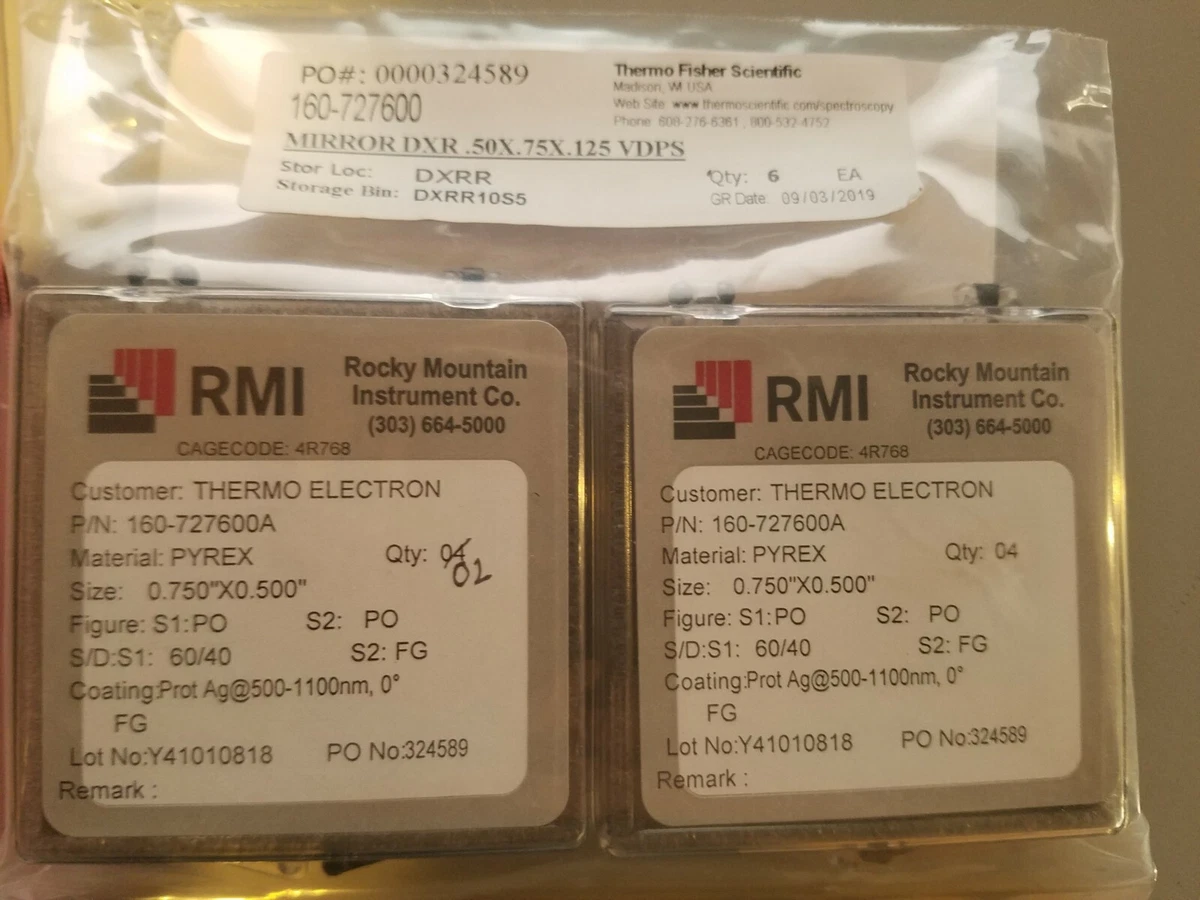 PO#: 0000324589
160-727600
MIRROR DXR .50X.75X.125 VDPS
Stor Loc: DXRR
Storage Bin: DXRR10S5
Thermo Fisher Scientific
Madison, WI USA
Web Site: www.thermoscientific.com/spectroscopy
Phone: 608-276-6361, 800-532-4752
Qty: 6 EA
GR Date: 09/03/2019
RMI
Rocky Mountain
Instrument Co.
(303) 664-5000
CAGECODE: 4R768
Customer: THERMO ELECTRON
P/N: 160-727600A
Material: PYREX Qty: 04
02
Size: 0.750"X0.500"
Figure: S1:PO S2: PO
S/D:S1: 60/40 S2: FG
Coating:Prot Ag@500-1100nm, 0°
FG
Lot No:Y41010818 PO No:324589
Remark :
RMI
Rocky Mountain
Instrument Co.
(303) 664-5000
CAGECODE: 4R768
Customer: THERMO ELECTRON
P/N: 160-727600A
Material: PYREX Qty: 04
Size: 0.750"X0.500"
Figure: S1:PO S2: PO
S/D:S1: 60/40 S2: FG
Coating:Prot Ag@500-1100nm, 0°
FG
Lot No:Y41010818 PO No:324589
Remark :